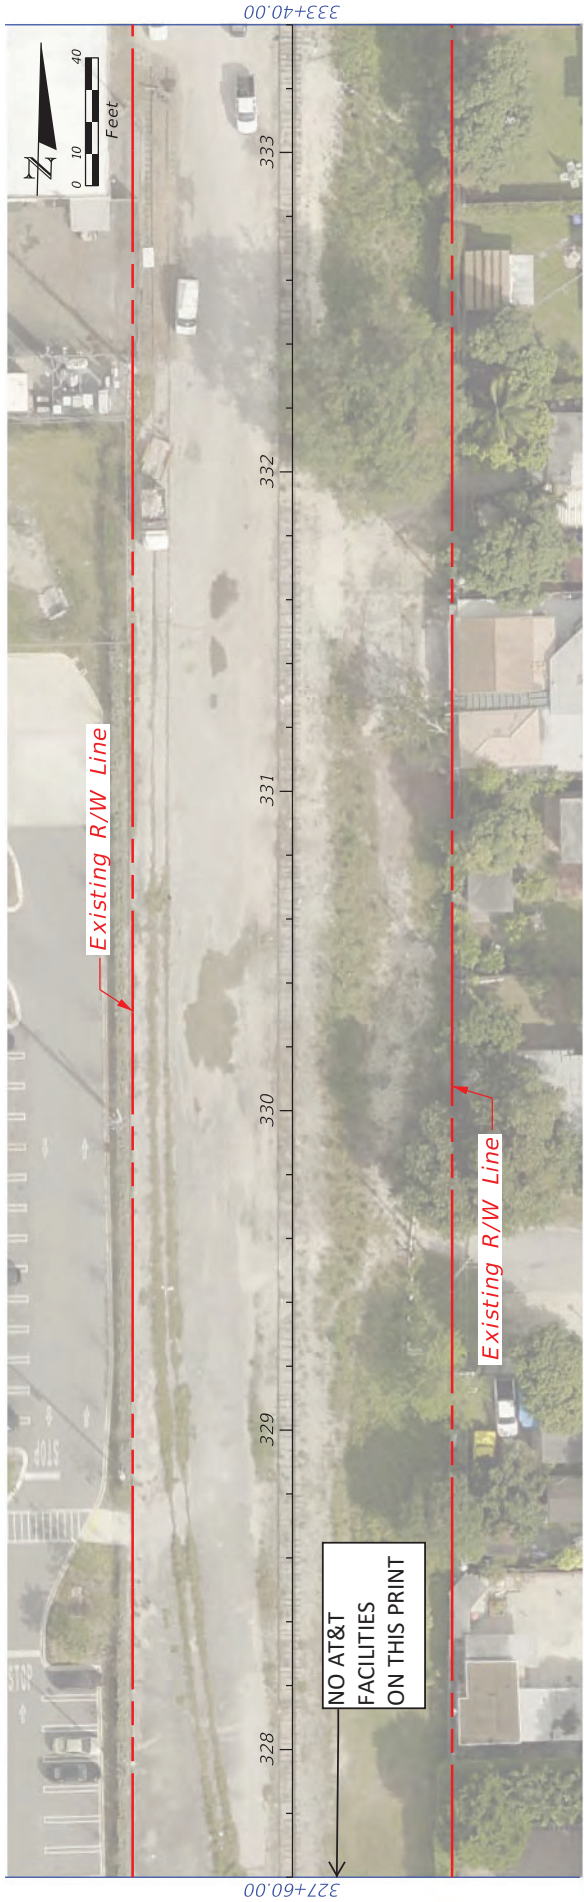 333+40.00
N
0 10 40
Feet
333
332
Existing R/W Line
331
330
Existing R/W Line
329
STOP
NO AT&T
FACILITIES
ON THIS PRINT
STOP
328
327+60.00